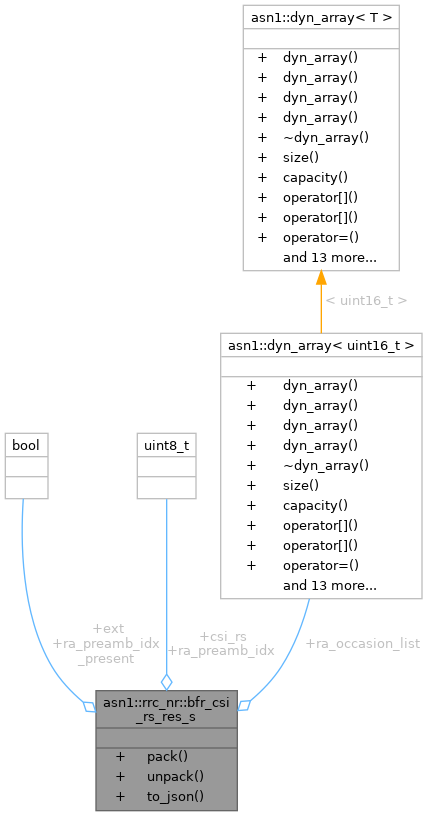 asn1::dyn_array< T >
+ dyn_array()
+ dyn_array()
+ dyn_array()
+ dyn_array()
+ ~dyn_array()
+ size()
+ capacity()
+ operator[]()
+ operator[]()
+ operator=()
and 13 more...
< uint16_t >
asn1::dyn_array< uint16_t >
+ dyn_array()
+ dyn_array()
+ dyn_array()
+ dyn_array()
+ ~dyn_array()
+ size()
+ capacity()
+ operator[]()
+ operator[]()
+ operator=()
and 13 more...
bool
uint8_t
+ext
+ra_preamb_idx
_present
+csi_rs
+ra_preamb_idx
+ra_occasion_list
asn1::rrc_nr::bfr_csi
_rs_res_s
+ pack()
+ unpack()
+ to_json()